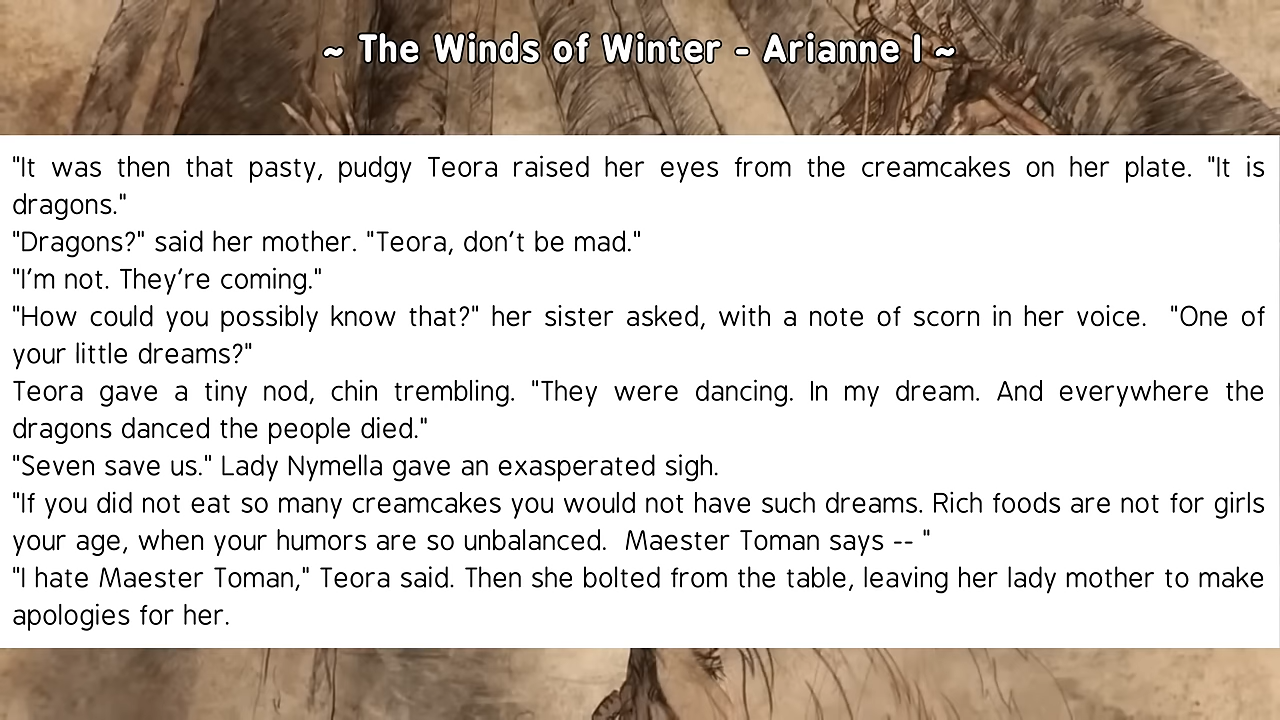 ~ The Winds of Winter - Arianne I ~
"It was then that pasty, pudgy Teora raised her eyes from the creamcakes on her plate. "It is
dragons."
"Dragons?" said her mother. "Teora, don’t be mad."
"I’m not. They’re coming."
"How could you possibly know that?" her sister asked, with a note of scorn in her voice.  "One of
your little dreams?"
Teora gave a tiny nod, chin trembling. "They were dancing. In my dream. And everywhere the
dragons danced the people died."
"Seven save us." Lady Nymella gave an exasperated sigh.
"If you did not eat so many creamcakes you would not have such dreams. Rich foods are not for girls
your age, when your humors are so unbalanced.  Maester Toman says -- "
"I hate Maester Toman," Teora said. Then she bolted from the table, leaving her lady mother to make
apologies for her.